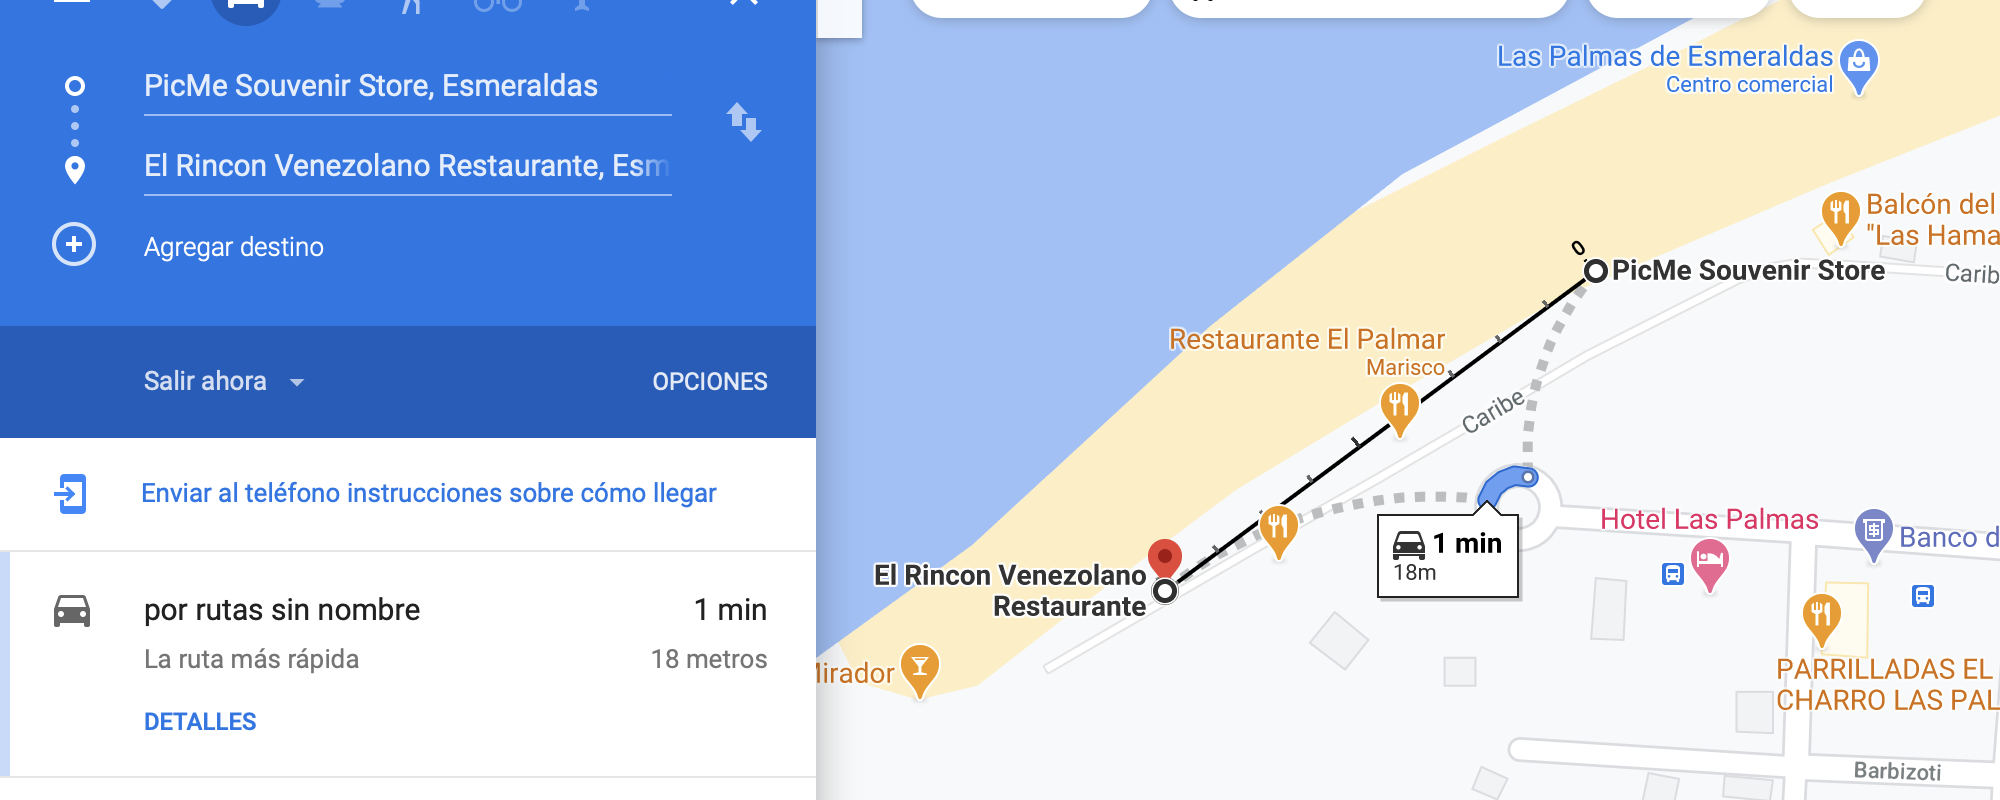 PicMe Souvenir Store, Esmeraldas
El Rincon Venezolano Restaurante, Esm
Agregar destino
Salir ahora
OPCIONES
Enviar al teléfono instrucciones sobre cómo llegar
por rutas sin nombre
1 min
La ruta más rápida
18 metros
DETALLES
Las Palmas de Esmeraldas
Centro comercial
Balcón del
"Las Hama
0
PicMe Souvenir Store
Carib
Restaurante El Palmar
Marisco
Caribe
Hotel Las Palmas
Banco d
1 min
18m
El Rincon Venezolano
Restaurante
Mirador
PARRILLADAS EL
CHARRO LAS PAL
Barbizoti